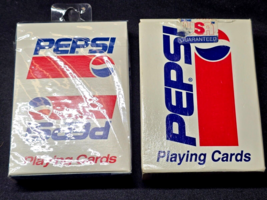 PEPSI
PEPSI
Playing Cards
S
GUARANTEED
PEPSI®
Playing Cards